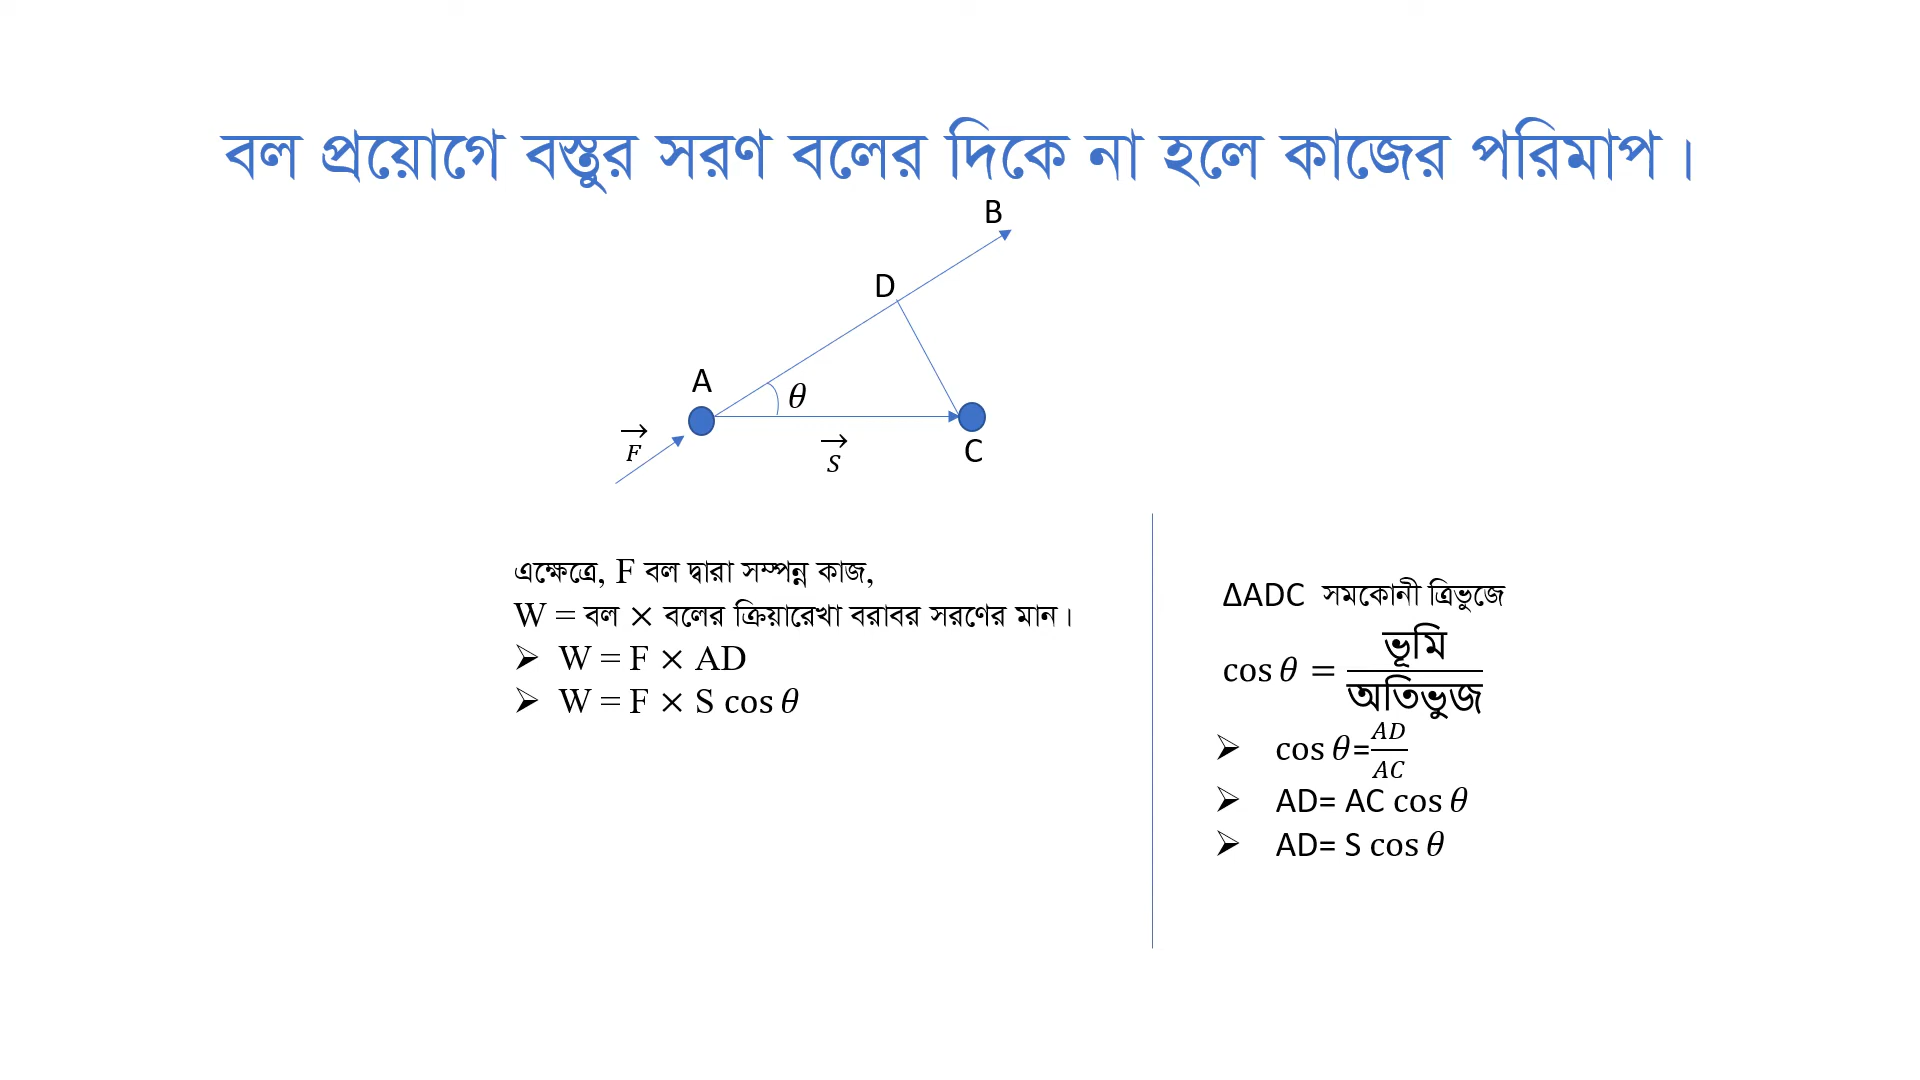 বল প্রয়োগে বস্তুর সরণ বলের দিকে না হলে কাজের পরিমাপ।
B
D
A
θ
F
S
C
এক্ষেত্রে, F বল দ্বারা সম্পন্ন কাজ,
W = বল × বলের ক্রিয়ারেখা বরাবর সরণের মান।
➢ W = F × AD
➢ W = F × S cos θ
ΔADC সমকোনী ত্রিভুজে
cos θ = ভূমি/অতিভুজ
➢ cos θ=AD/AC
➢ AD= AC cos θ
➢ AD= S cos θ